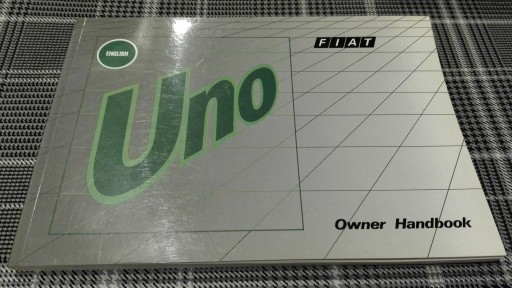 ENGLISH
FIAT
Uno
Owner Handbook